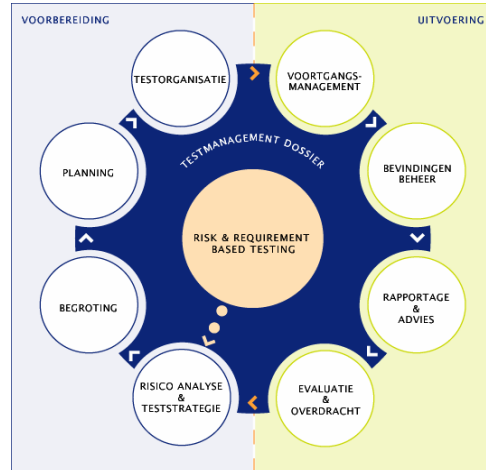 VOORBEREIDING
UITVOERING
TESTORGANISATIE
VOORTGANGS-
MANAGEMENT
TESTMANAGEMENT DOSSIER
PLANNING
BEVINDINGEN
BEHEER
RISK & REQUIREMENT
BASED TESTING
BEGROTING
RAPPORTAGE
&
ADVIES
RISICO ANALYSE
&
TESTSTRATEGIE
EVALUATIE
&
OVERDRACHT